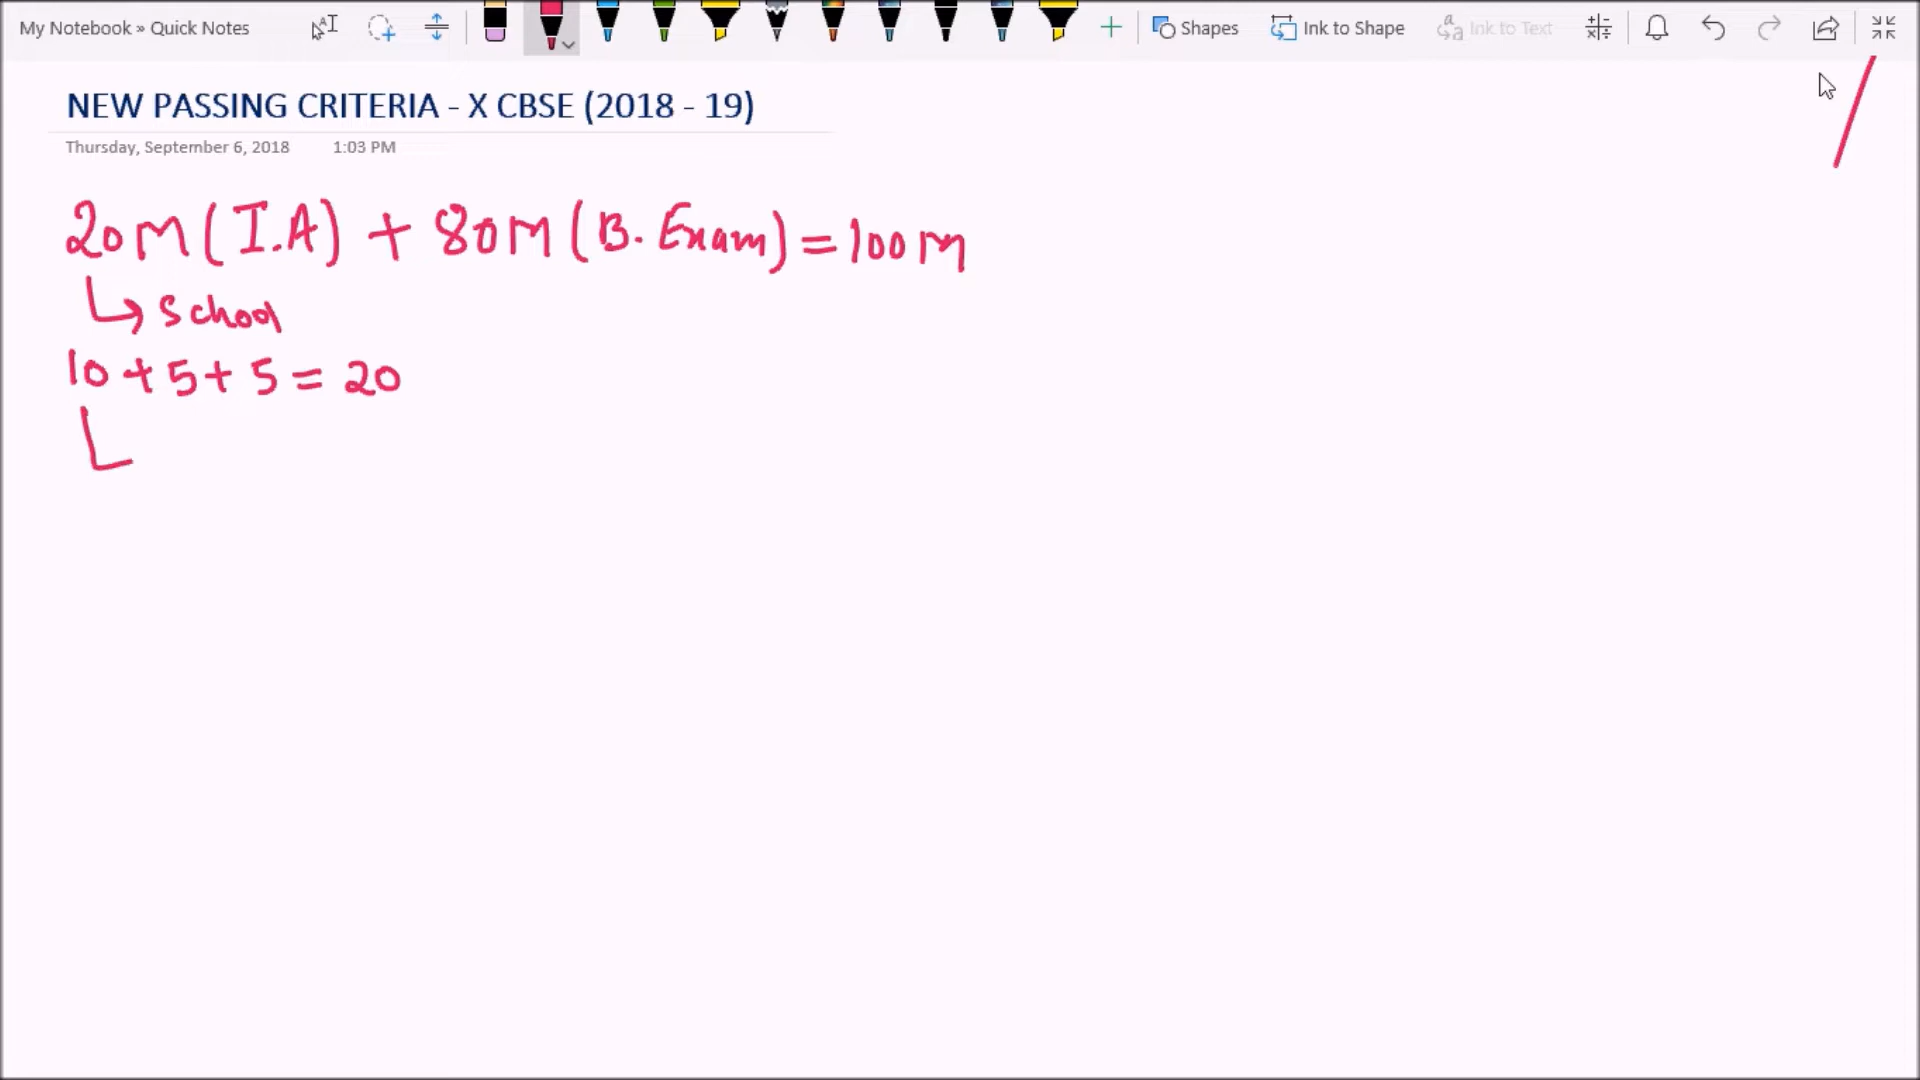 My Notebook » Quick Notes
Shapes
Ink to Shape
Ink to Text
NEW PASSING CRITERIA - X CBSE (2018 - 19)
Thursday, September 6, 2018 1:03 PM
20M (I.A) + 80M (B. Exam) = 100M
↳ School
10 + 5 + 5 = 20